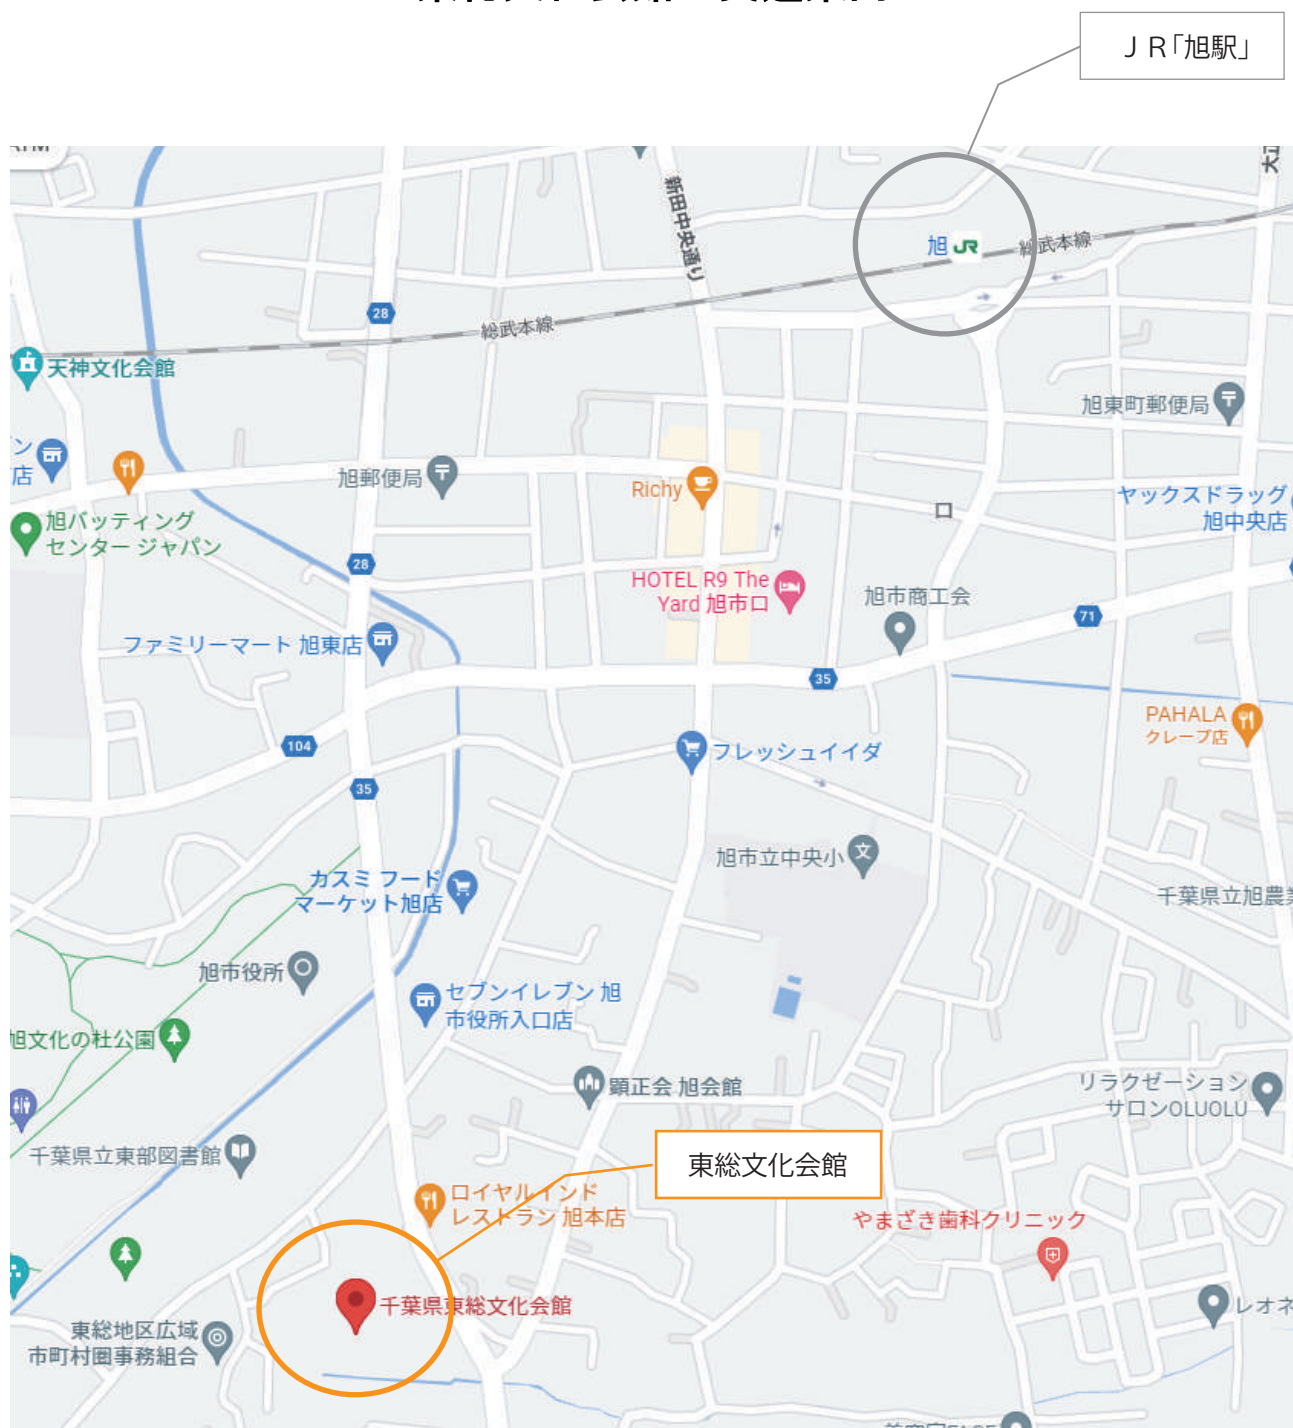 ＪＲ「旭駅」
新田中央通り
旭 JR
総武本線
28
総武本線
天神文化会館
旭東町郵便局
旭郵便局
Richy
ヤックスドラッグ
旭中央店
旭バッティング
センター ジャパン
28
HOTEL R9 The
Yard 旭市口
旭市商工会
71
ファミリーマート 旭東店
35
PAHALA
クレープ店
104
フレッシュイイダ
35
旭市立中央小
文
カスミ フード
マーケット旭店
千葉県立旭農業
旭市役所
セブンイレブン 旭
市役所入口店
旭文化の杜公園
顕正会 旭会館
リラクゼーション
サロンOLUOLU
千葉県立東部図書館
東総文化会館
ロイヤルインド
レストラン 旭本店
やまざき歯科クリニック
千葉県東総文化会館
レオネ
東総地区広域
市町村圏事務組合